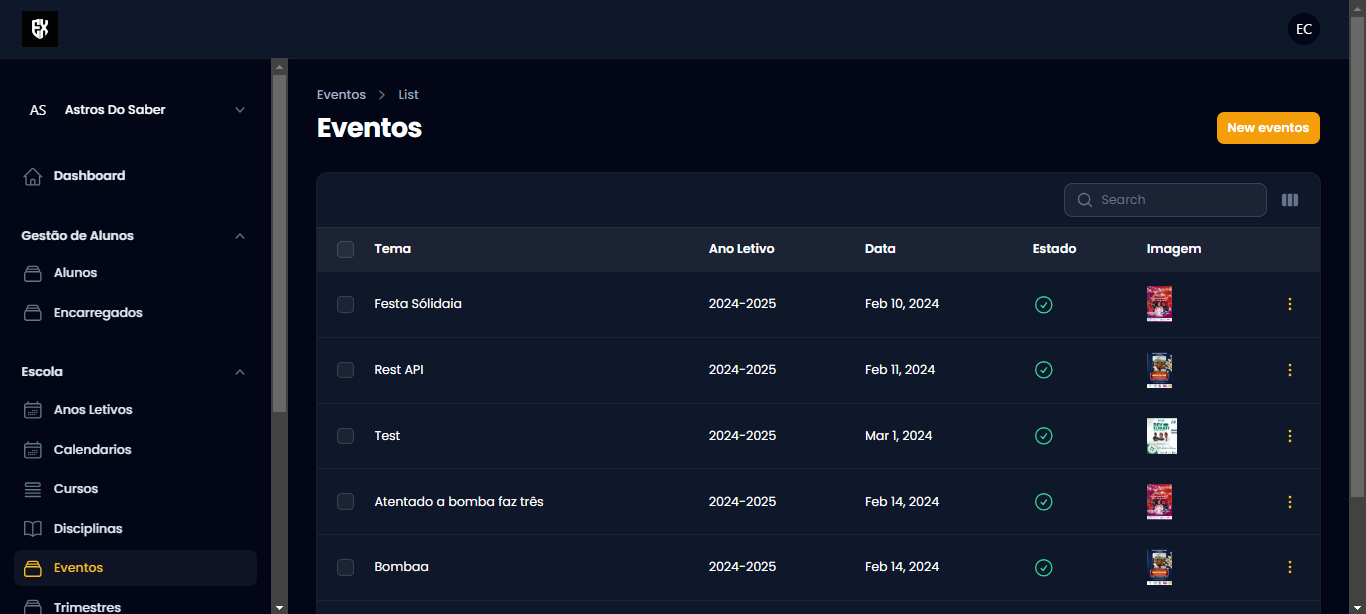 EC
AS Astros Do Saber
Dashboard
Gestão de Alunos
Alunos
Encarregados
Escola
Anos Letivos
Calendarios
Cursos
Disciplinas
Eventos
Trimestres
Eventos > List
Eventos
New eventos
Search
Tema Ano Letivo Data Estado Imagem
Festa Sólidaia 2024-2025 Feb 10, 2024
Rest API 2024-2025 Feb 11, 2024
Test 2024-2025 Mar 1, 2024
Atentado a bomba faz três 2024-2025 Feb 14, 2024
Bombaa 2024-2025 Feb 14, 2024